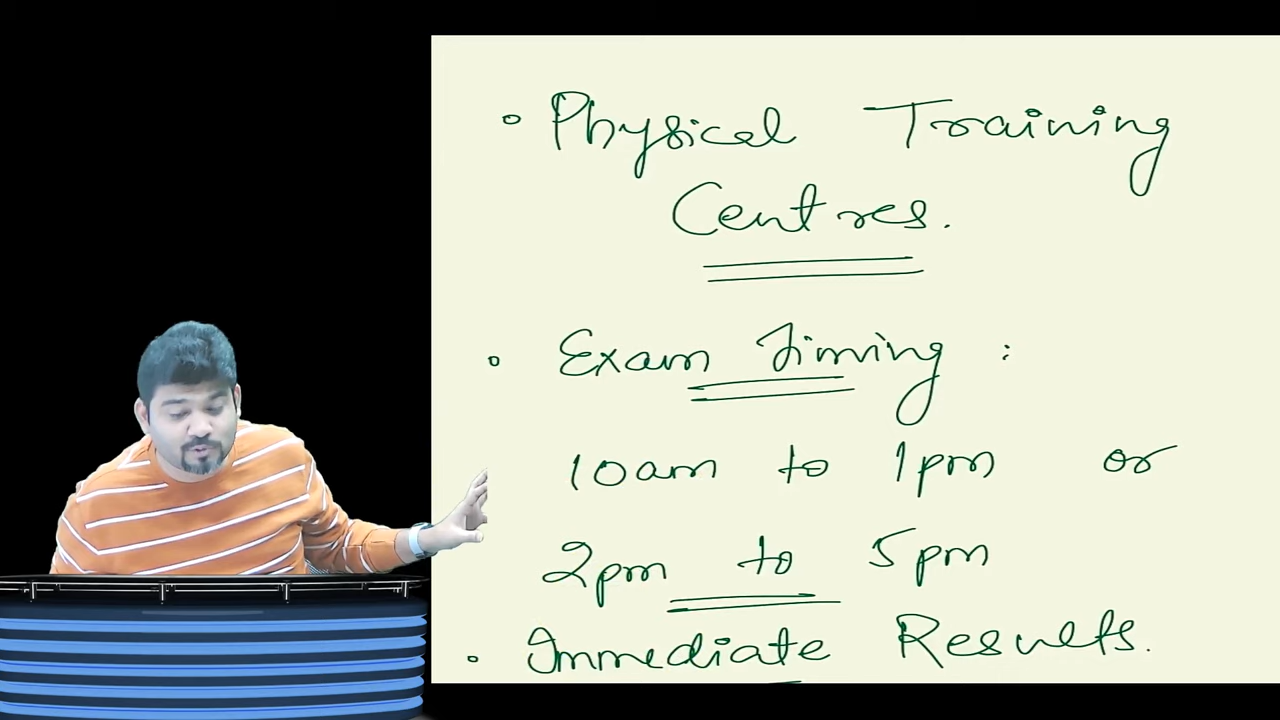 • Physical Training
Centres.
• Exam Timing :
10am to 1pm or
2pm to 5pm
• Immediate Results.